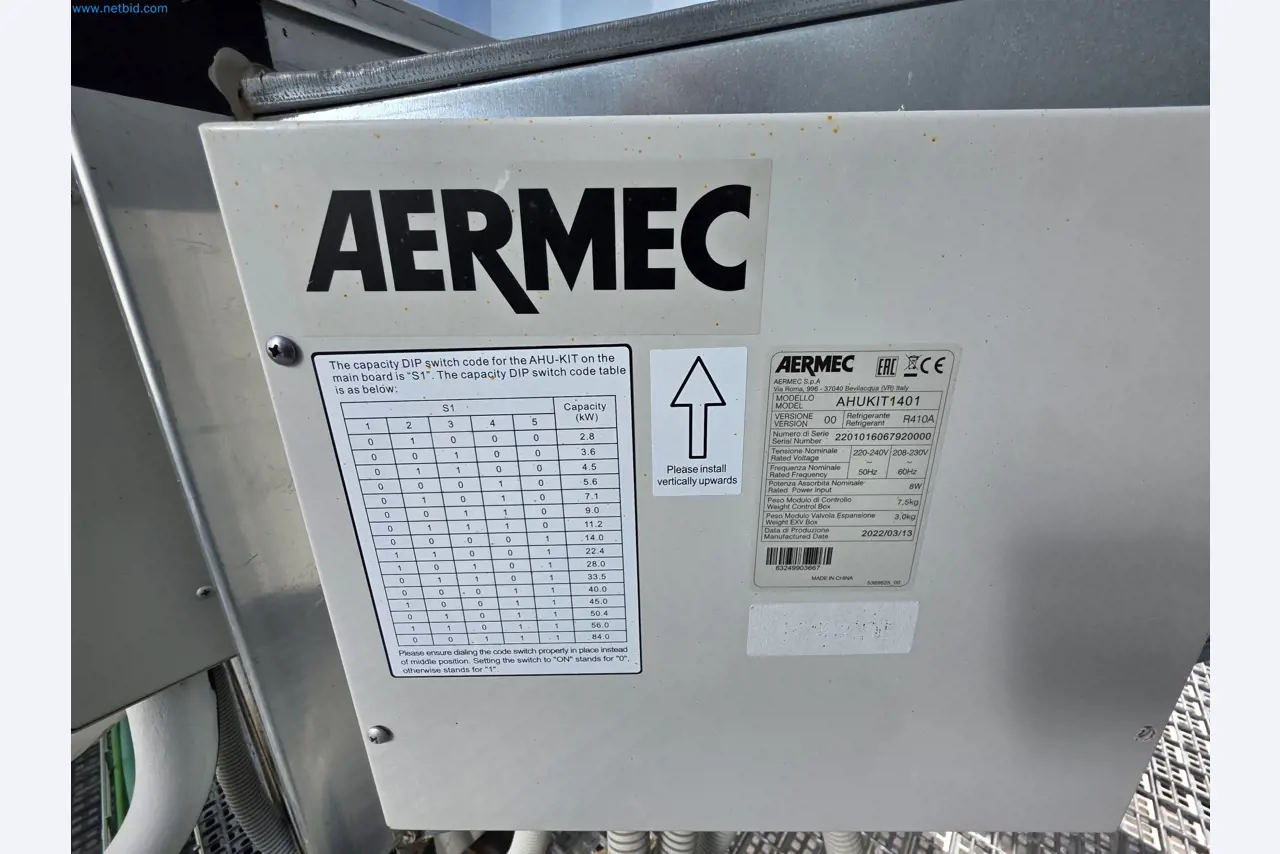 www.netbid.com
AERMEC
The capacity DIP switch code for the AHU-KIT on the
main board is "S1". The capacity DIP switch code table
is as below:
S1 Capacity (kW)
1 2 3 4 5
0 1 0 0 0 2.8
0 0 1 0 0 3.6
0 1 1 0 0 4.5
0 0 0 1 0 5.6
0 1 0 1 0 7.1
0 0 1 1 0 9.0
0 1 1 1 0 11.2
0 0 0 0 1 14.0
1 1 0 0 1 22.4
1 0 1 0 1 28.0
0 1 1 0 1 33.5
0 0 0 1 1 40.0
1 0 0 1 1 45.0
0 1 0 1 1 50.4
1 1 0 1 1 56.0
0 0 1 1 1 84.0
Please ensure dialing the code switch properly in place instead
of middle position. Setting the switch to "ON" stands for "0",
otherwise stands for "1".
Please install
vertically upwards
AERMEC EAC CE
AERMEC S.p.A
Via Roma, 996 - 37040 Bevilacqua (VR) Italy
MODELLO
MODEL AHUKIT1401
VERSIONE
VERSION 00 Refrigerante
Refrigerant R410A
Numero di Serie
Serial Number 2201016067920000
Tensione Nominale
Rated Voltage 220-240V~ 208-230V~
Frequenza Nominale
Rated Frequency 50Hz 60Hz
Potenza Assorbita Nominale
Rated Power Input 8W
Peso Modulo di Controllo
Weight Control Box 7,5kg
Peso Modulo Valvola Espansione
Weight EXV Box 3,0kg
Data di Produzione
Manufactured Date 2022/03/13
63249903667
MADE IN CHINA